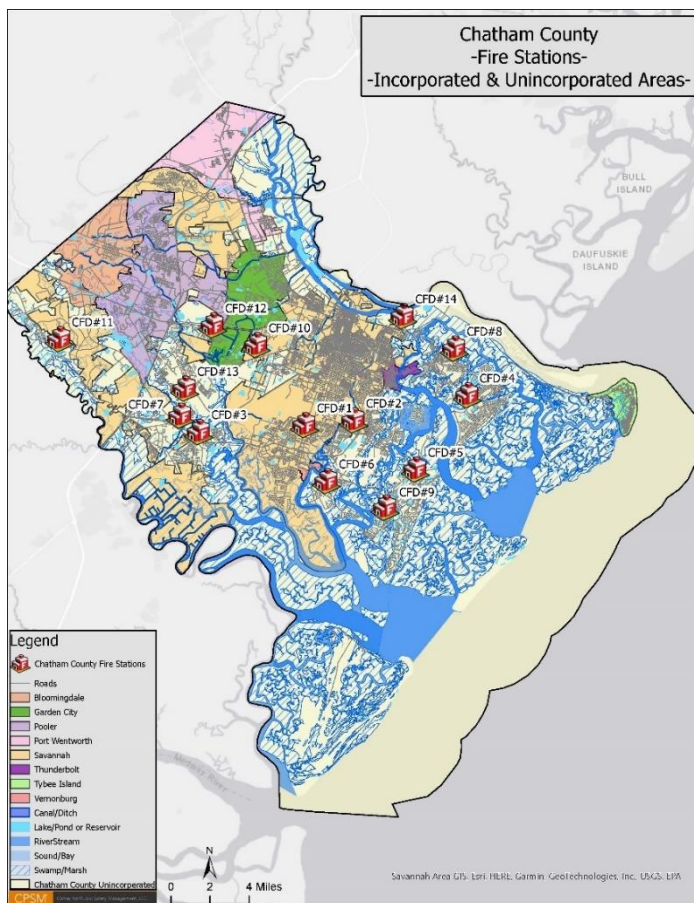 Chatham County
-Fire Stations-
-Incorporated & Unincorporated Areas-
BULL
ISLAND
DAUFUSKIE
ISLAND
CFD#14
CFD#12
CFD#11
CFD#10
CFD#8
CFD#13
CFD#4
CFD#7
CFD#3
CFD#1
CFD#2
CFD#6
CFD#5
CFD#9
Legend
Chatham County Fire Stations
Roads
Bloomingdale
Garden City
Pooler
Port Wentworth
Savannah
Thunderbolt
Tybee Island
Vernonburg
Canal/Ditch
Lake/Pond or Reservoir
RiverStream
Sound/Bay
Swamp/Marsh
Chatham County Unincorporated
N
0 2 4 Miles
Savannah Area GIS, Esri, HERE, Garmin, GeoTechnologies, Inc., USGS, EPA
CPSM